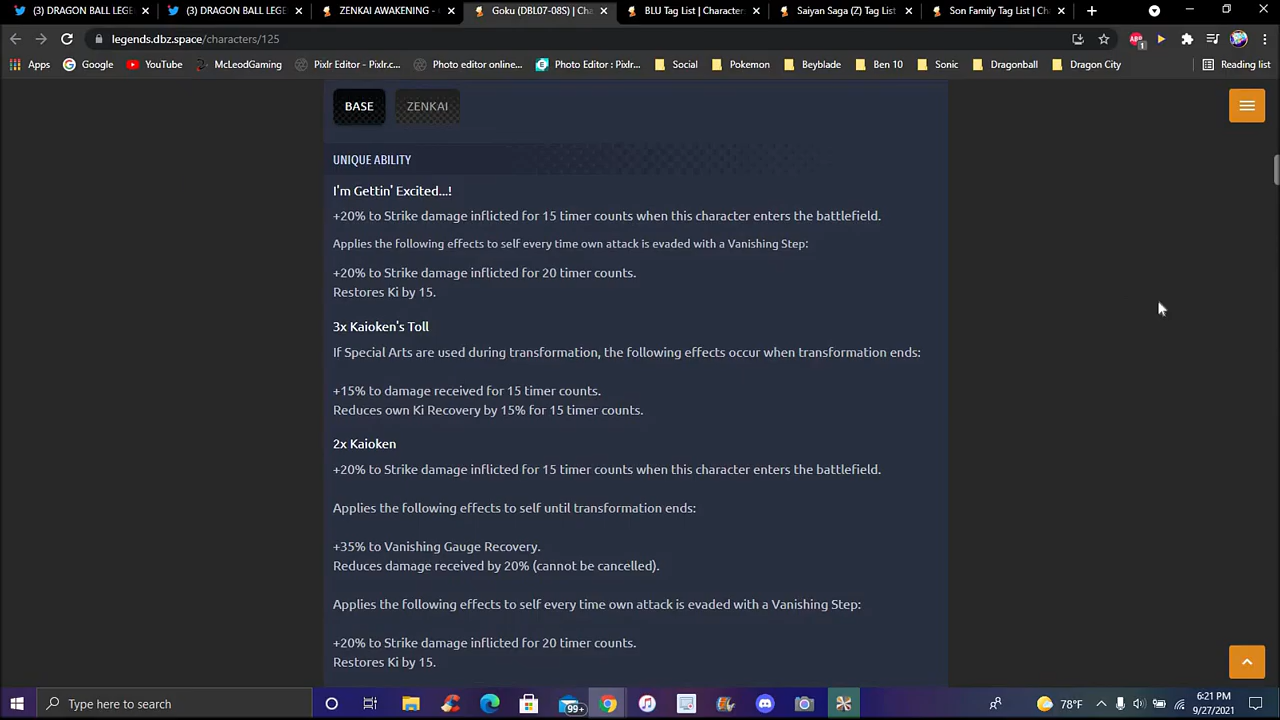 (3) DRAGON BALL LEGE
(3) DRAGON BALL LEGE
ZENKAI AWAKENING -
Goku (DBL07-08S) | Cha
BLU Tag List | Character
Saiyan Saga (Z) Tag List
Son Family Tag List | Cha
legends.dbz.space/characters/125
ABP
1
Apps
Google
YouTube
McLeodGaming
Pixlr Editor - Pixlr.c...
Photo editor online...
Photo Editor : Pixlr...
Social
Pokemon
Beyblade
Ben 10
Sonic
Dragonball
Dragon City
Reading list
BASE
ZENKAI
UNIQUE ABILITY
I'm Gettin' Excited...!
+20% to Strike damage inflicted for 15 timer counts when this character enters the battlefield.
Applies the following effects to self every time own attack is evaded with a Vanishing Step:
+20% to Strike damage inflicted for 20 timer counts.
Restores Ki by 15.
3x Kaioken's Toll
If Special Arts are used during transformation, the following effects occur when transformation ends:
+15% to damage received for 15 timer counts.
Reduces own Ki Recovery by 15% for 15 timer counts.
2x Kaioken
+20% to Strike damage inflicted for 15 timer counts when this character enters the battlefield.
Applies the following effects to self until transformation ends:
+35% to Vanishing Gauge Recovery.
Reduces damage received by 20% (cannot be cancelled).
Applies the following effects to self every time own attack is evaded with a Vanishing Step:
+20% to Strike damage inflicted for 20 timer counts.
Restores Ki by 15.
Type here to search
99+
78°F
6:21 PM
9/27/2021